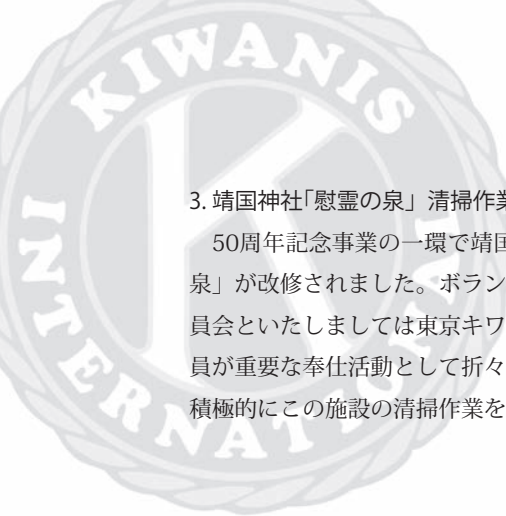 KIWANIS
INTERNATIONAL
K
3. 靖国神社「慰霊の泉」清掃作業
50周年記念事業の一環で靖国
泉」が改修されました。ボラン
員会といたしましては東京キワ
員が重要な奉仕活動として折々
積極的にこの施設の清掃作業を